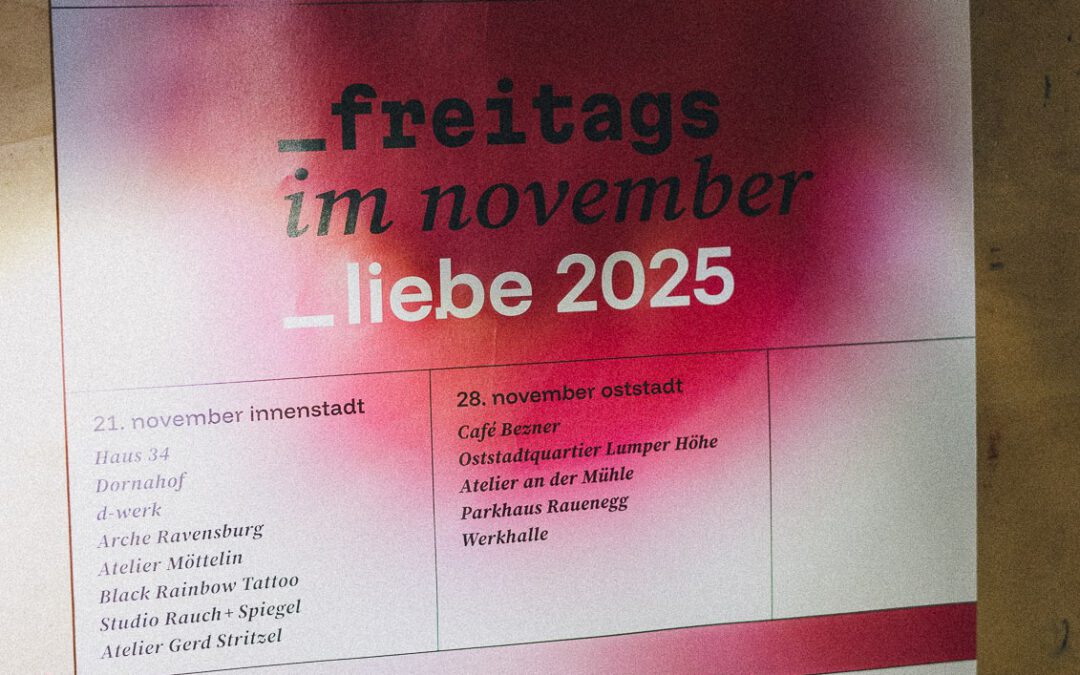 _freitags
im november
_liebe 2025
21. november innenstadt
Haus 34
Dornahof
d-werk
Arche Ravensburg
Atelier Möttelin
Black Rainbow Tattoo
Studio Rauch+ Spiegel
Atelier Gerd Stritzel
28. november oststadt
Café Bezner
Oststadtquartier Lumper Höhe
Atelier an der Mühle
Parkhaus Rauenegg
Werkhalle